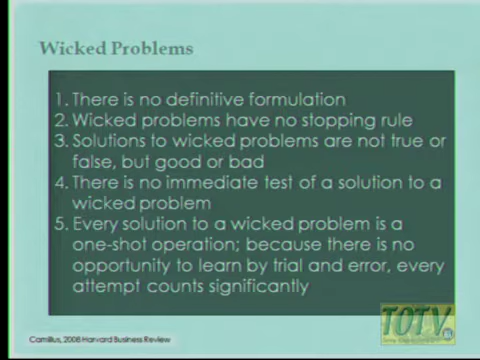 Wicked Problems
1. There is no definitive formulation
2. Wicked problems have no stopping rule
3. Solutions to wicked problems are not true or
false, but good or bad
4. There is no immediate test of a solution to a
wicked problem
5. Every solution to a wicked problem is a
one-shot operation; because there is no
opportunity to learn by trial and error, every
attempt counts significantly
Camillus, 2008 Harvard Business Review
TOTV